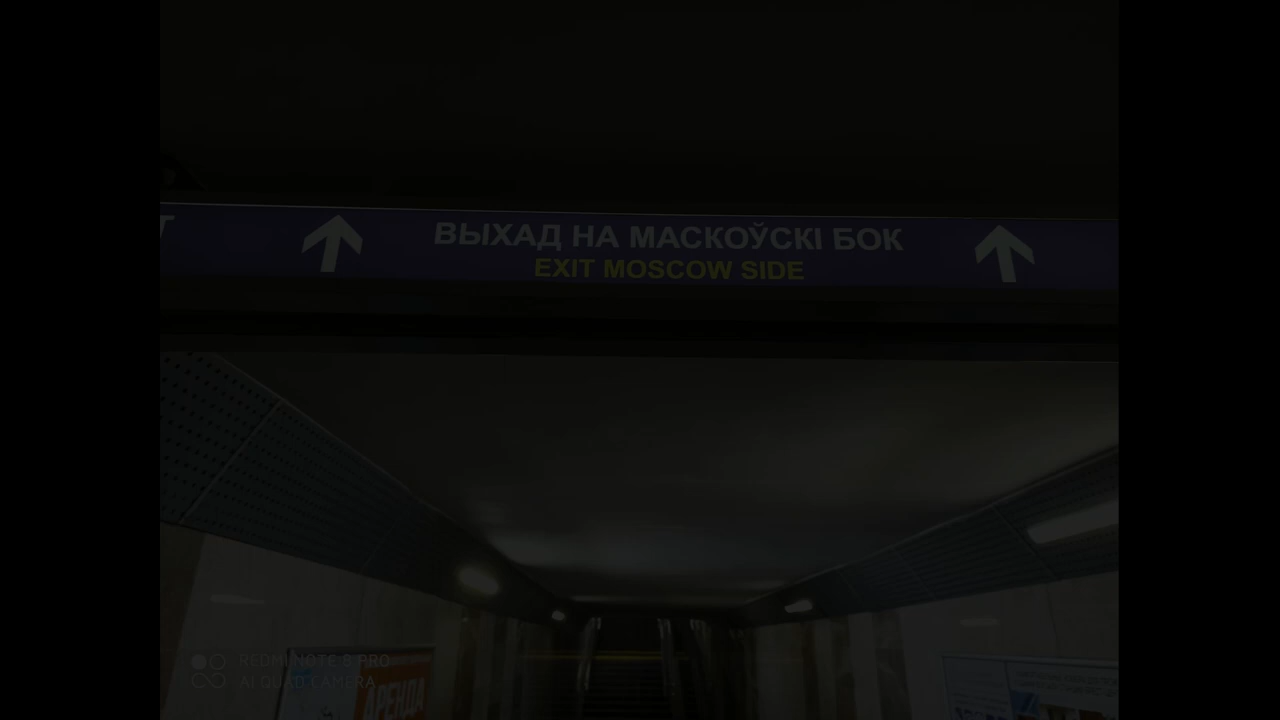 ВЫХАД НА МАСКОЎСКІ БОК
EXIT MOSCOW SIDE
REDMI NOTE 8 PRO
AI QUAD CAMERA
АРЕНДА